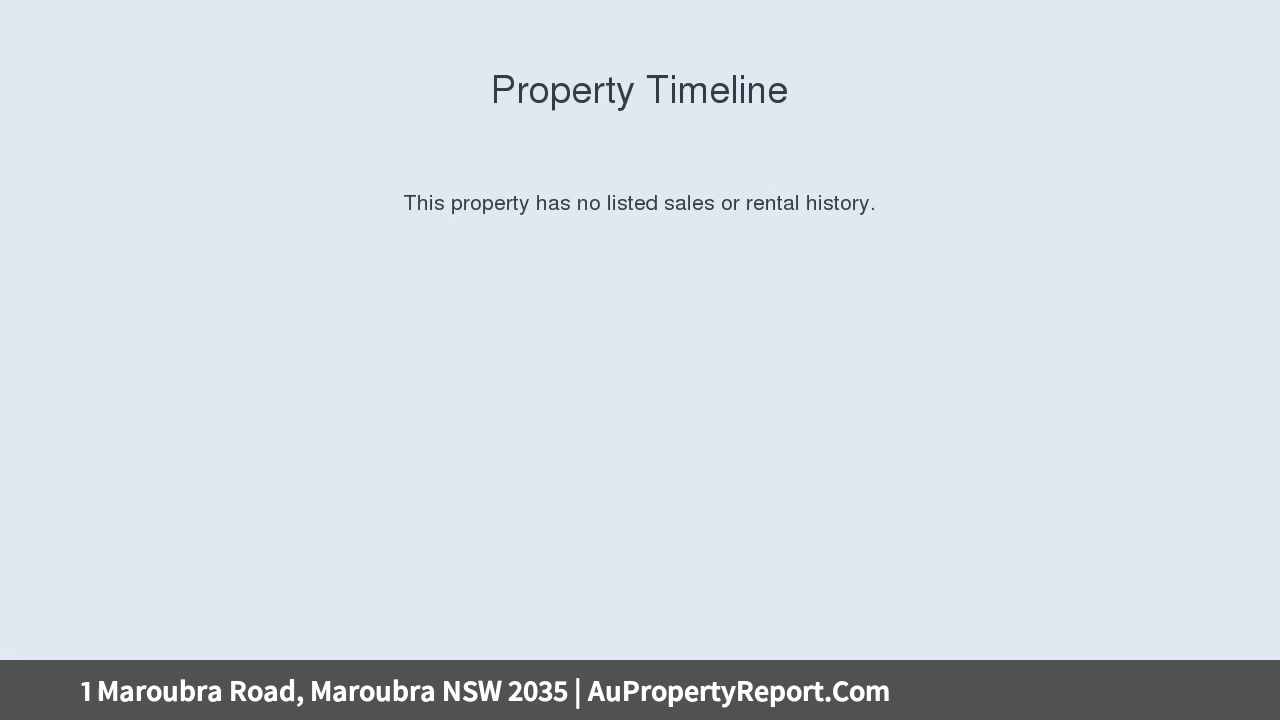 Property Timeline
This property has no listed sales or rental history.
1 Maroubra Road, Maroubra NSW 2035 | AuPropertyReport.Com